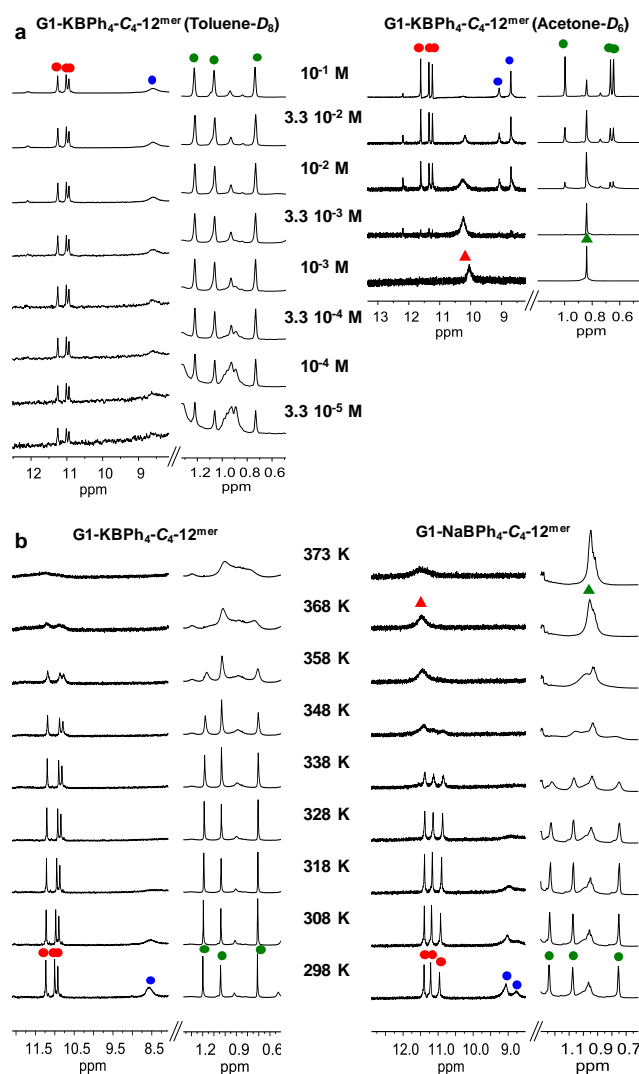 a
G1-KBPh4-C4-12mer (Toluene-D8)
G1-KBPh4-C4-12mer (Acetone-D6)
10-1 M
3.3 10-2 M
10-2 M
3.3 10-3 M
10-3 M
3.3 10-4 M
10-4 M
3.3 10-5 M
12 11 10 9 1.2 1.0 0.8 0.6
ppm ppm
13 12 11 10 9 1.0 0.8 0.6
ppm ppm
b
G1-KBPh4-C4-12mer
G1-NaBPh4-C4-12mer
373 K
368 K
358 K
348 K
338 K
328 K
318 K
308 K
298 K
11.5 10.5 9.5 8.5 1.2 0.9 0.6
ppm ppm
12.0 11.0 10.0 9.0 1.1 0.9 0.7
ppm ppm